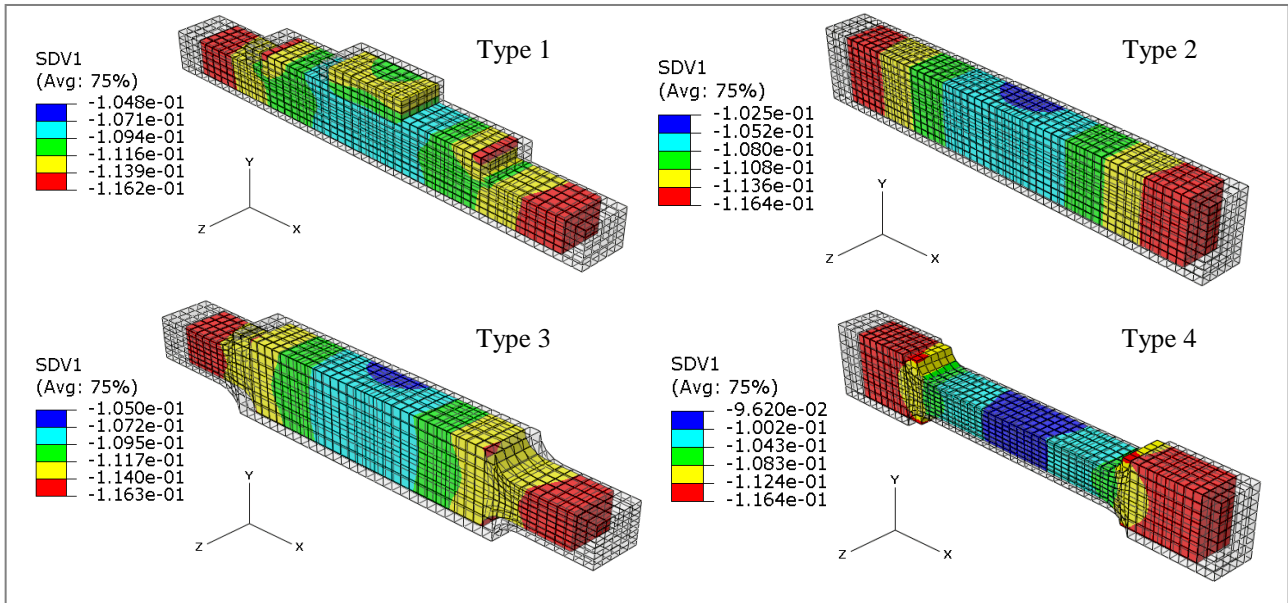 Type 1
SDV1
(Avg: 75%)
-1.048e-01
-1.071e-01
-1.094e-01
-1.116e-01
-1.139e-01
-1.162e-01
Y
Z
X
Type 2
SDV1
(Avg: 75%)
-1.025e-01
-1.052e-01
-1.080e-01
-1.108e-01
-1.136e-01
-1.164e-01
Y
Z
X
Type 3
SDV1
(Avg: 75%)
-1.050e-01
-1.072e-01
-1.095e-01
-1.117e-01
-1.140e-01
-1.163e-01
Y
Z
X
Type 4
SDV1
(Avg: 75%)
-9.620e-02
-1.002e-01
-1.043e-01
-1.083e-01
-1.124e-01
-1.164e-01
Y
Z
X